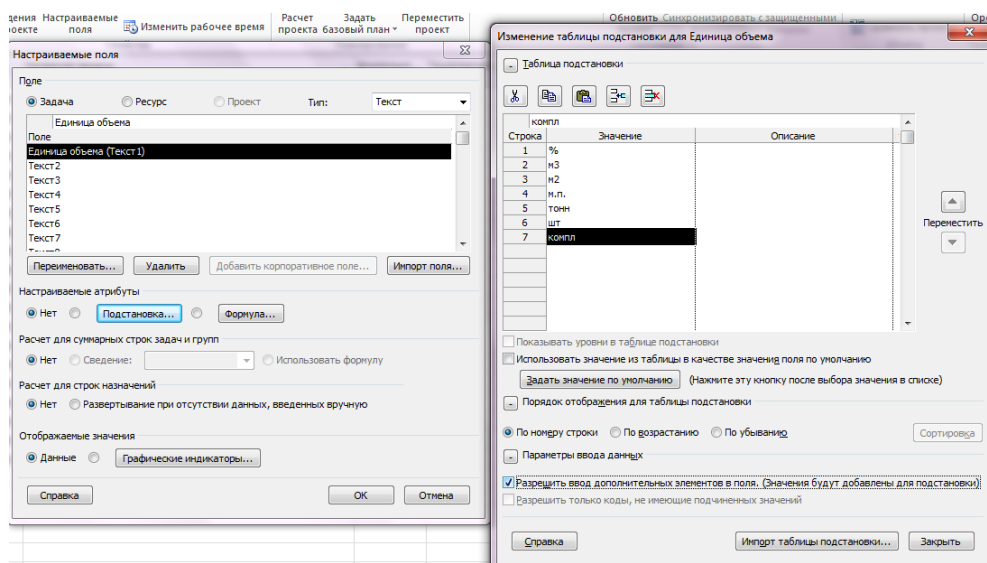 дения Настраиваемые Изменить рабочее время Расчет Задать Переместить Обновить Синхронизировать с защищенными
роекте поля проекта базовый план проект
Настраиваемые поля
Поле
Задача Ресурс Проект Тип: Текст
Единица объема
Поле
Единица объема (Текст1)
Текст2
Текст3
Текст4
Текст5
Текст6
Текст7
Переименовать... Удалить Добавить корпоративное поле... Импорт поля...
Настраиваемые атрибуты
Нет Подстановка... Формула...
Расчет для суммарных строк задач и групп
Нет Сведение: Использовать формулу
Расчет для строк назначений
Нет Развертывание при отсутствии данных, введенных вручную
Отображаемые значения
Данные Графические индикаторы...
Справка ОК Отмена
Изменение таблицы подстановки для Единица объема
Таблица подстановки
компл
Строка Значение Описание
1 %
2 м3
3 м2
4 м.п.
5 тонн
6 шт
7 компл
Переместить
Показывать уровни в таблице подстановки
Использовать значение из таблицы в качестве значения поля по умолчанию
Задать значение по умолчанию (Нажмите эту кнопку после выбора значения в списке)
Порядок отображения для таблицы подстановки
По номеру строки По возрастанию По убыванию Сортировка
Параметры ввода данных
Разрешить ввод дополнительных элементов в поля. (Значения будут добавлены для подстановки)
Разрешить только коды, не имеющие подчиненных значений
Справка Импорт таблицы подстановки... Закрыть